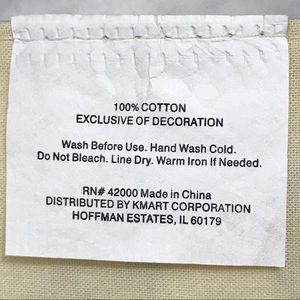 100% COTTON
EXCLUSIVE OF DECORATION
Wash Before Use. Hand Wash Cold.
Do Not Bleach. Line Dry. Warm Iron If Needed.
RN# 42000 Made in China
DISTRIBUTED BY KMART CORPORATION
HOFFMAN ESTATES, IL 60179